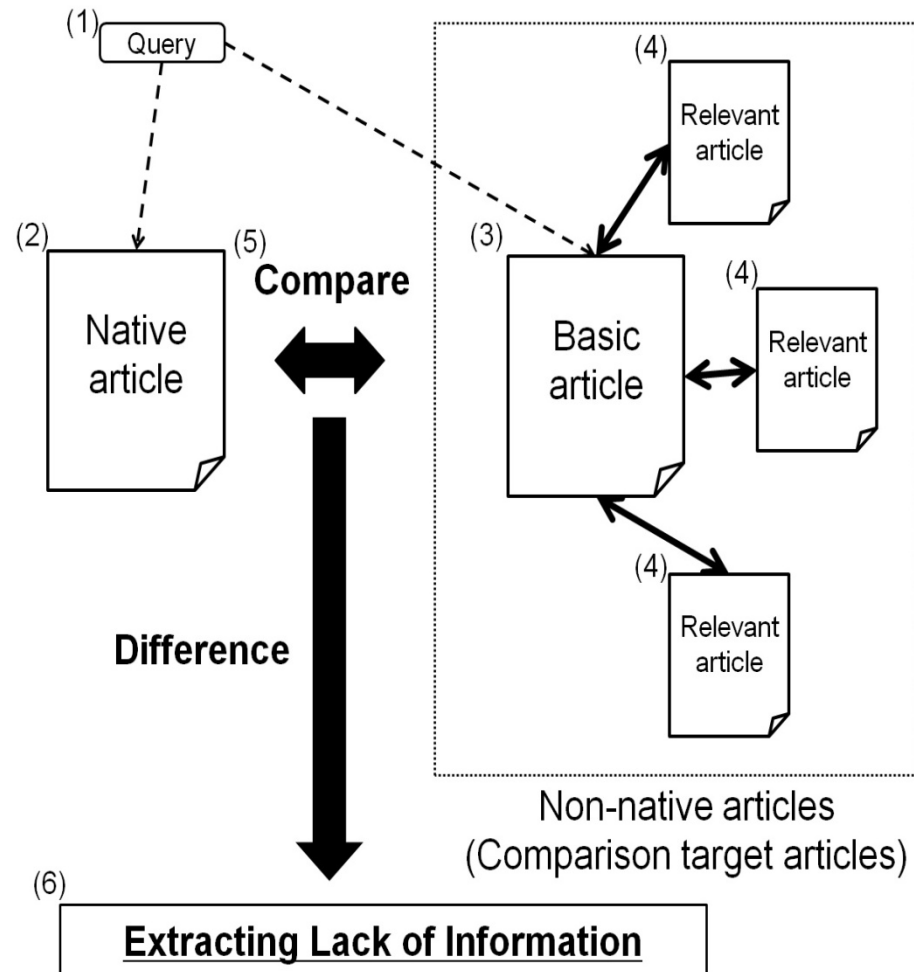 (1)
Query
(4)
Relevant
article
(2)
Native
article
(5)
Compare
(3)
Basic
article
(4)
Relevant
article
(4)
Relevant
article
Difference
Non-native articles
(Comparison target articles)
(6)
Extracting Lack of Information